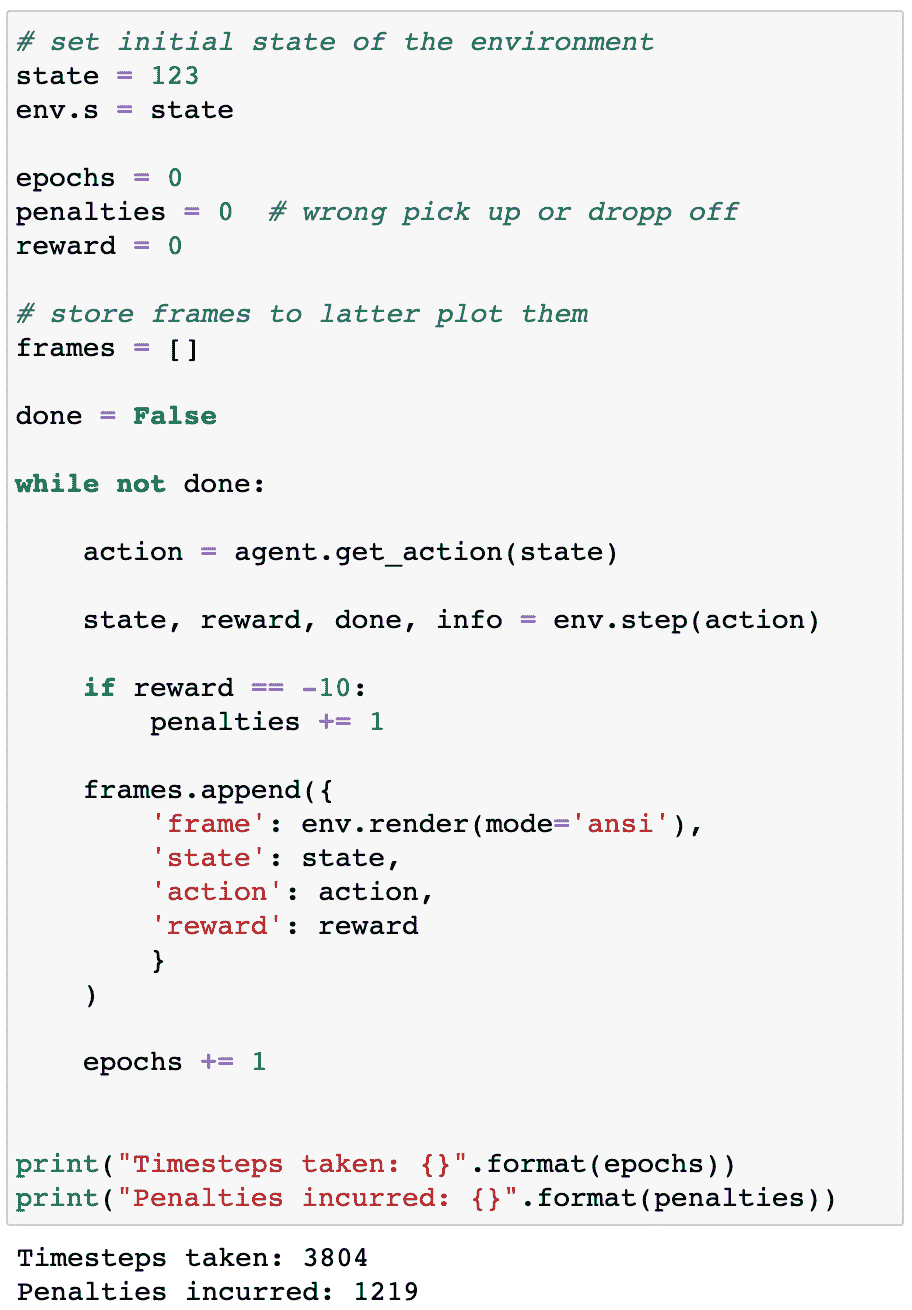 # set initial state of the environment
state = 123
env.s = state
epochs = 0
penalties = 0  # wrong pick up or dropp off
reward = 0
# store frames to latter plot them
frames = []
done = False
while not done:
    action = agent.get_action(state)
    state, reward, done, info = env.step(action)
    if reward == -10:
        penalties += 1
    frames.append({
        'frame': env.render(mode='ansi'),
        'state': state,
        'action': action,
        'reward': reward
        }
    )
    epochs += 1
print("Timesteps taken: {}".format(epochs))
print("Penalties incurred: {}".format(penalties))
Timesteps taken: 3804
Penalties incurred: 1219